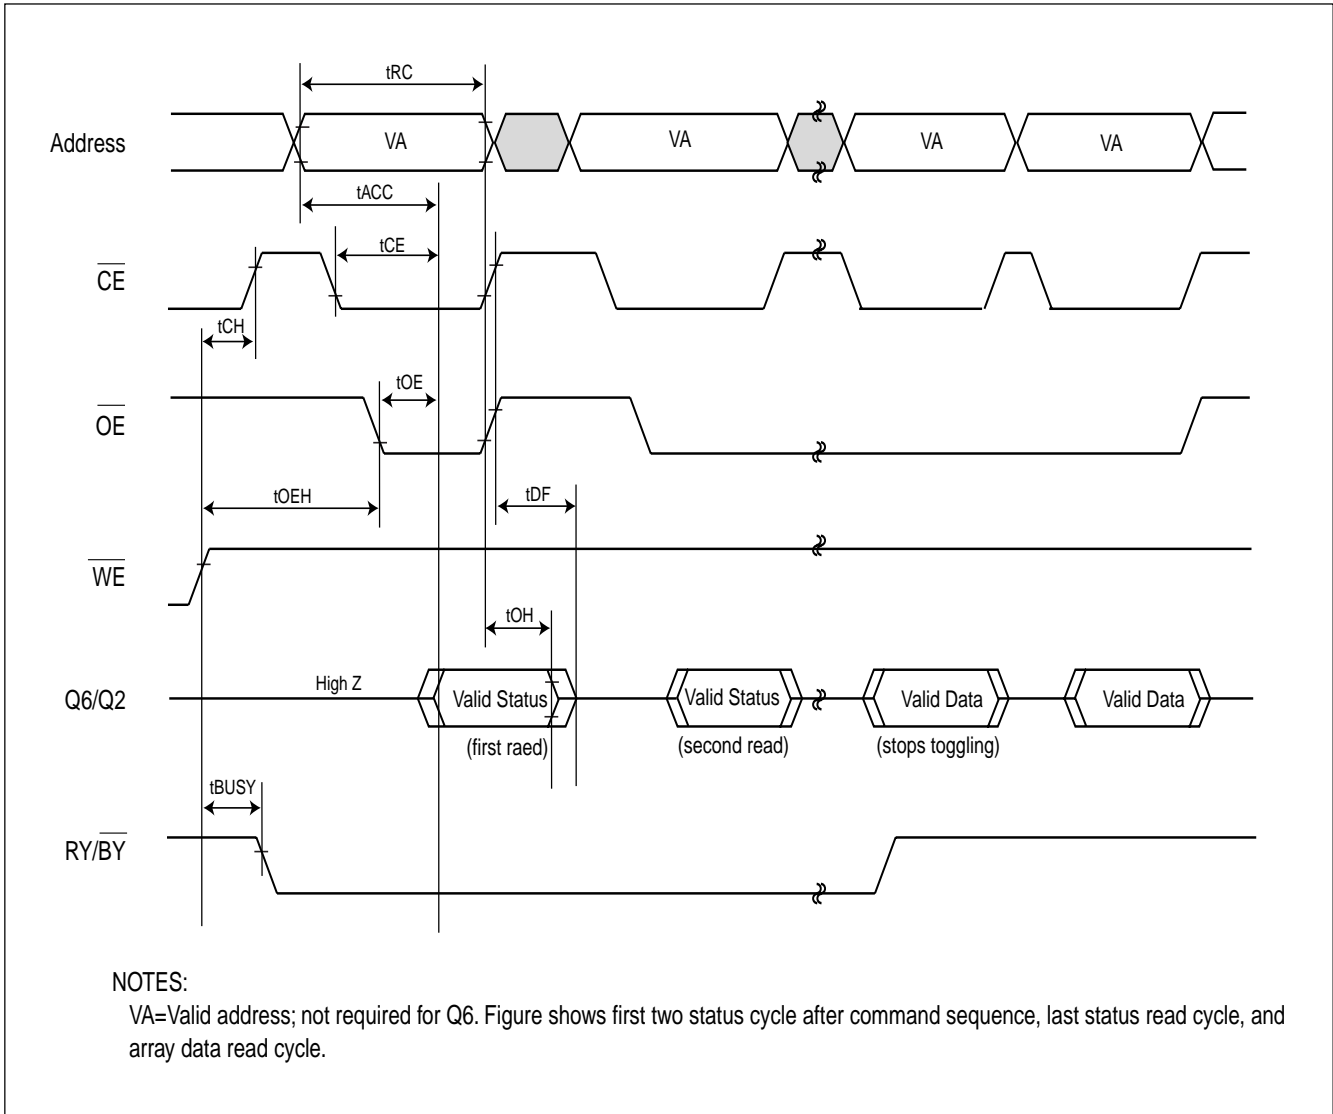 tRC
Address
VA
VA
VA
VA
tACC
tCE
CE
tCH
tOE
OE
tOEH
tDF
WE
tOH
High Z
Q6/Q2
Valid Status
Valid Status
Valid Data
Valid Data
(first raed)
(second read)
(stops toggling)
tBUSY
RY/BY
NOTES:
VA=Valid address; not required for Q6. Figure shows first two status cycle after command sequence, last status read cycle, and
array data read cycle.